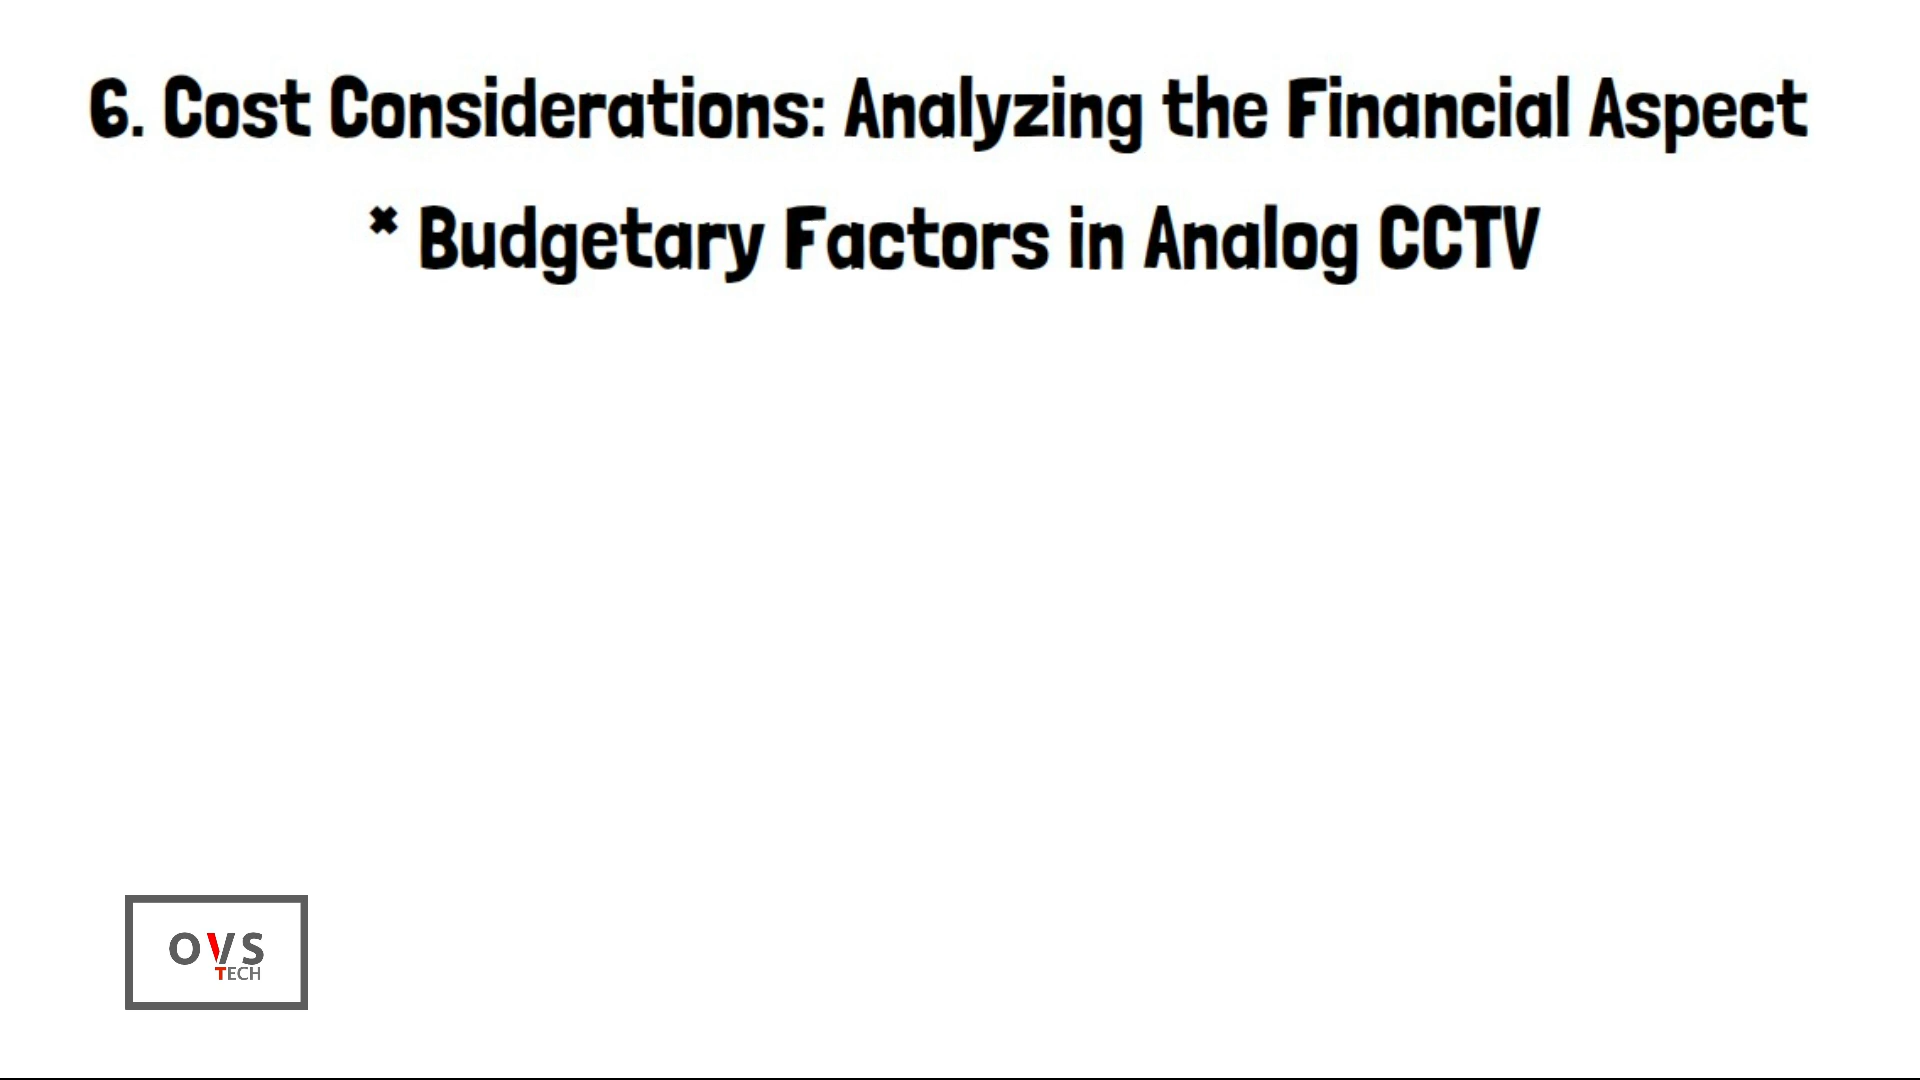 6. Cost Considerations: Analyzing the Financial Aspect
* Budgetary Factors in Analog CCTV
OVS
TECH